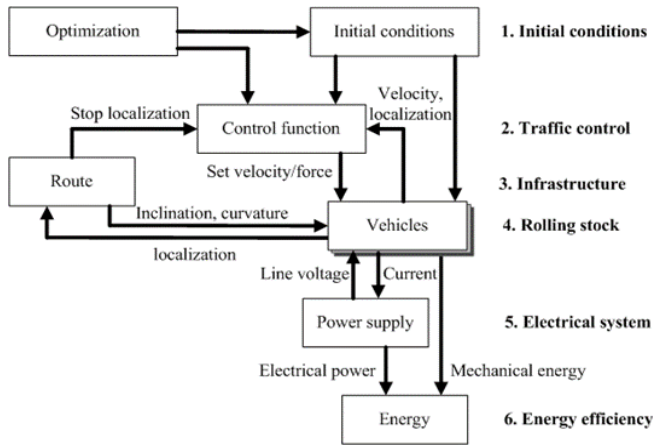 Optimization
Initial conditions
1. Initial conditions
Stop localization
Velocity,
localization
Control function
2. Traffic control
Set velocity/force
Route
3. Infrastructure
Inclination, curvature
Vehicles
4. Rolling stock
localization
Line voltage
Current
Power supply
5. Electrical system
Electrical power
Mechanical energy
Energy
6. Energy efficiency